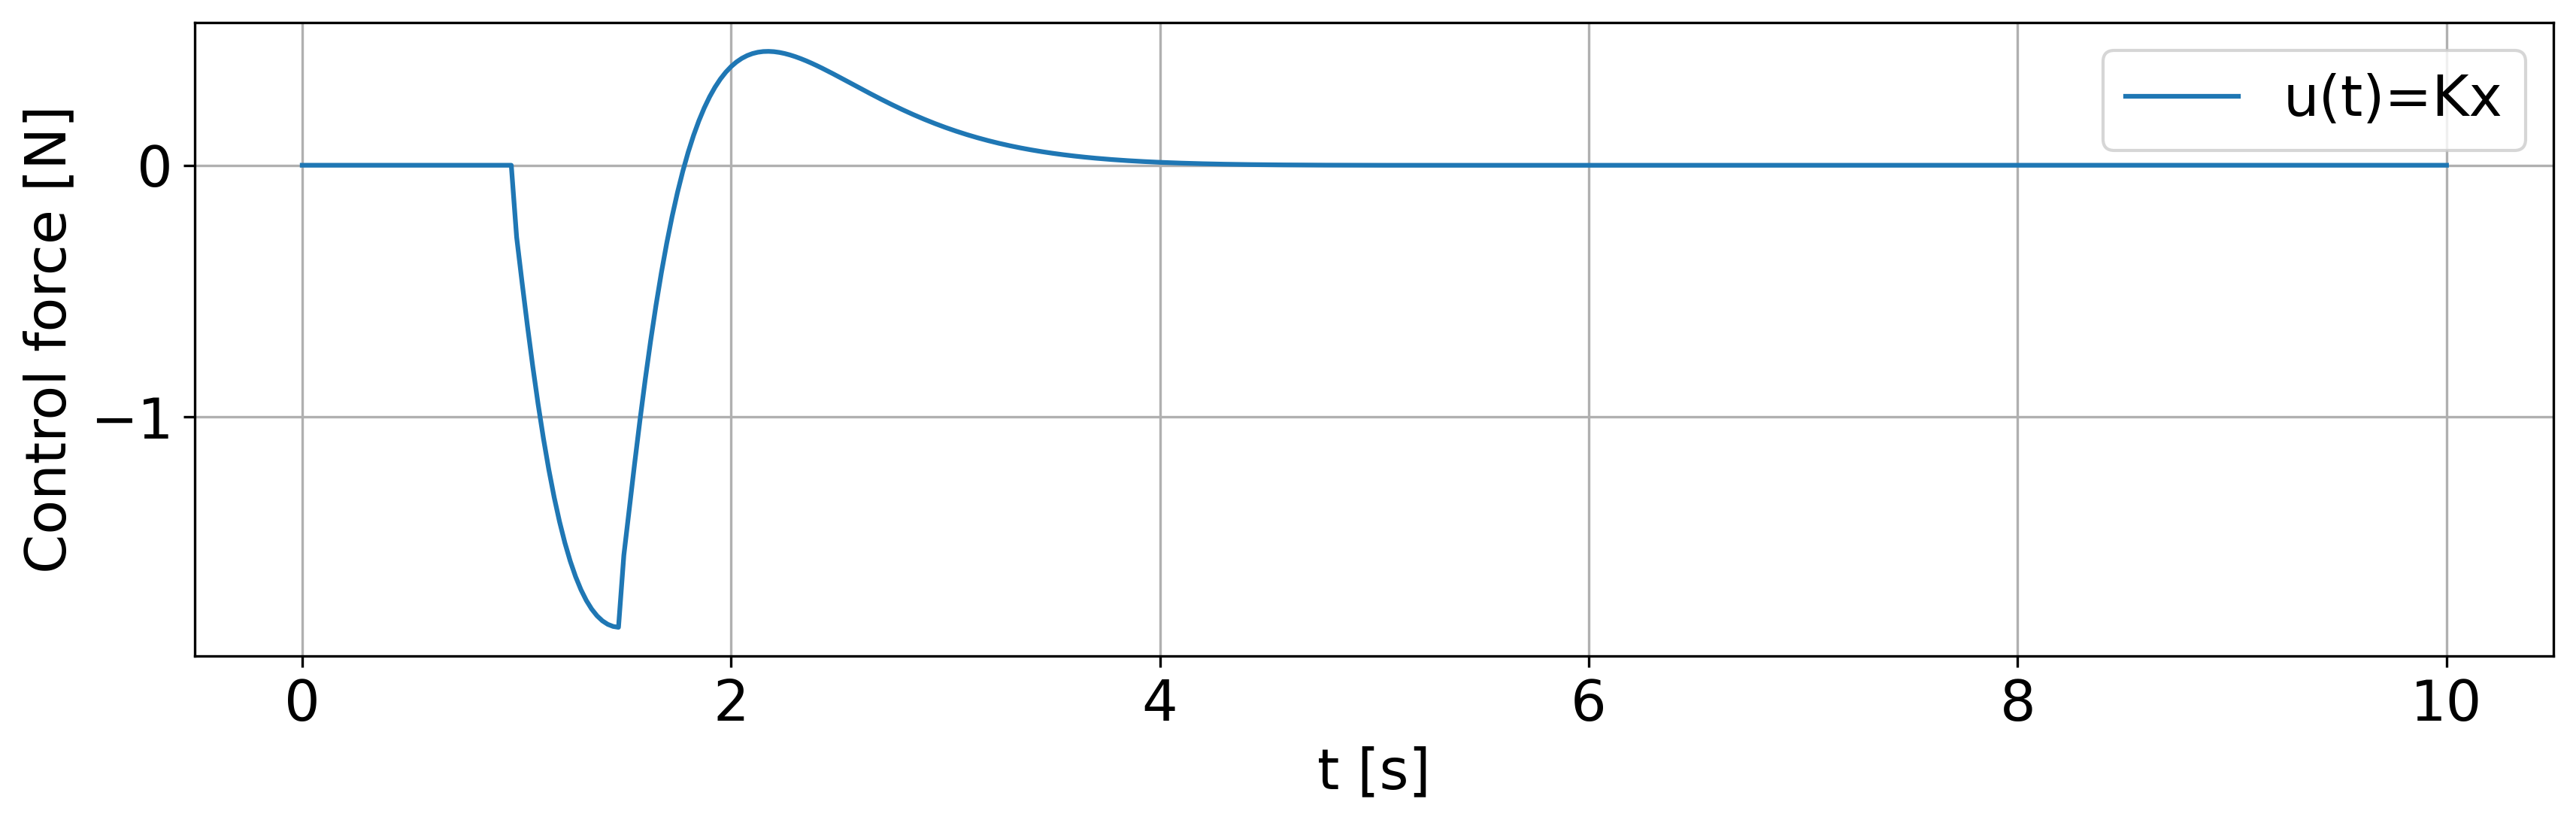 Control force [N]
0
−1
u(t)=Kx
0 2 4 6 8 10
t [s]